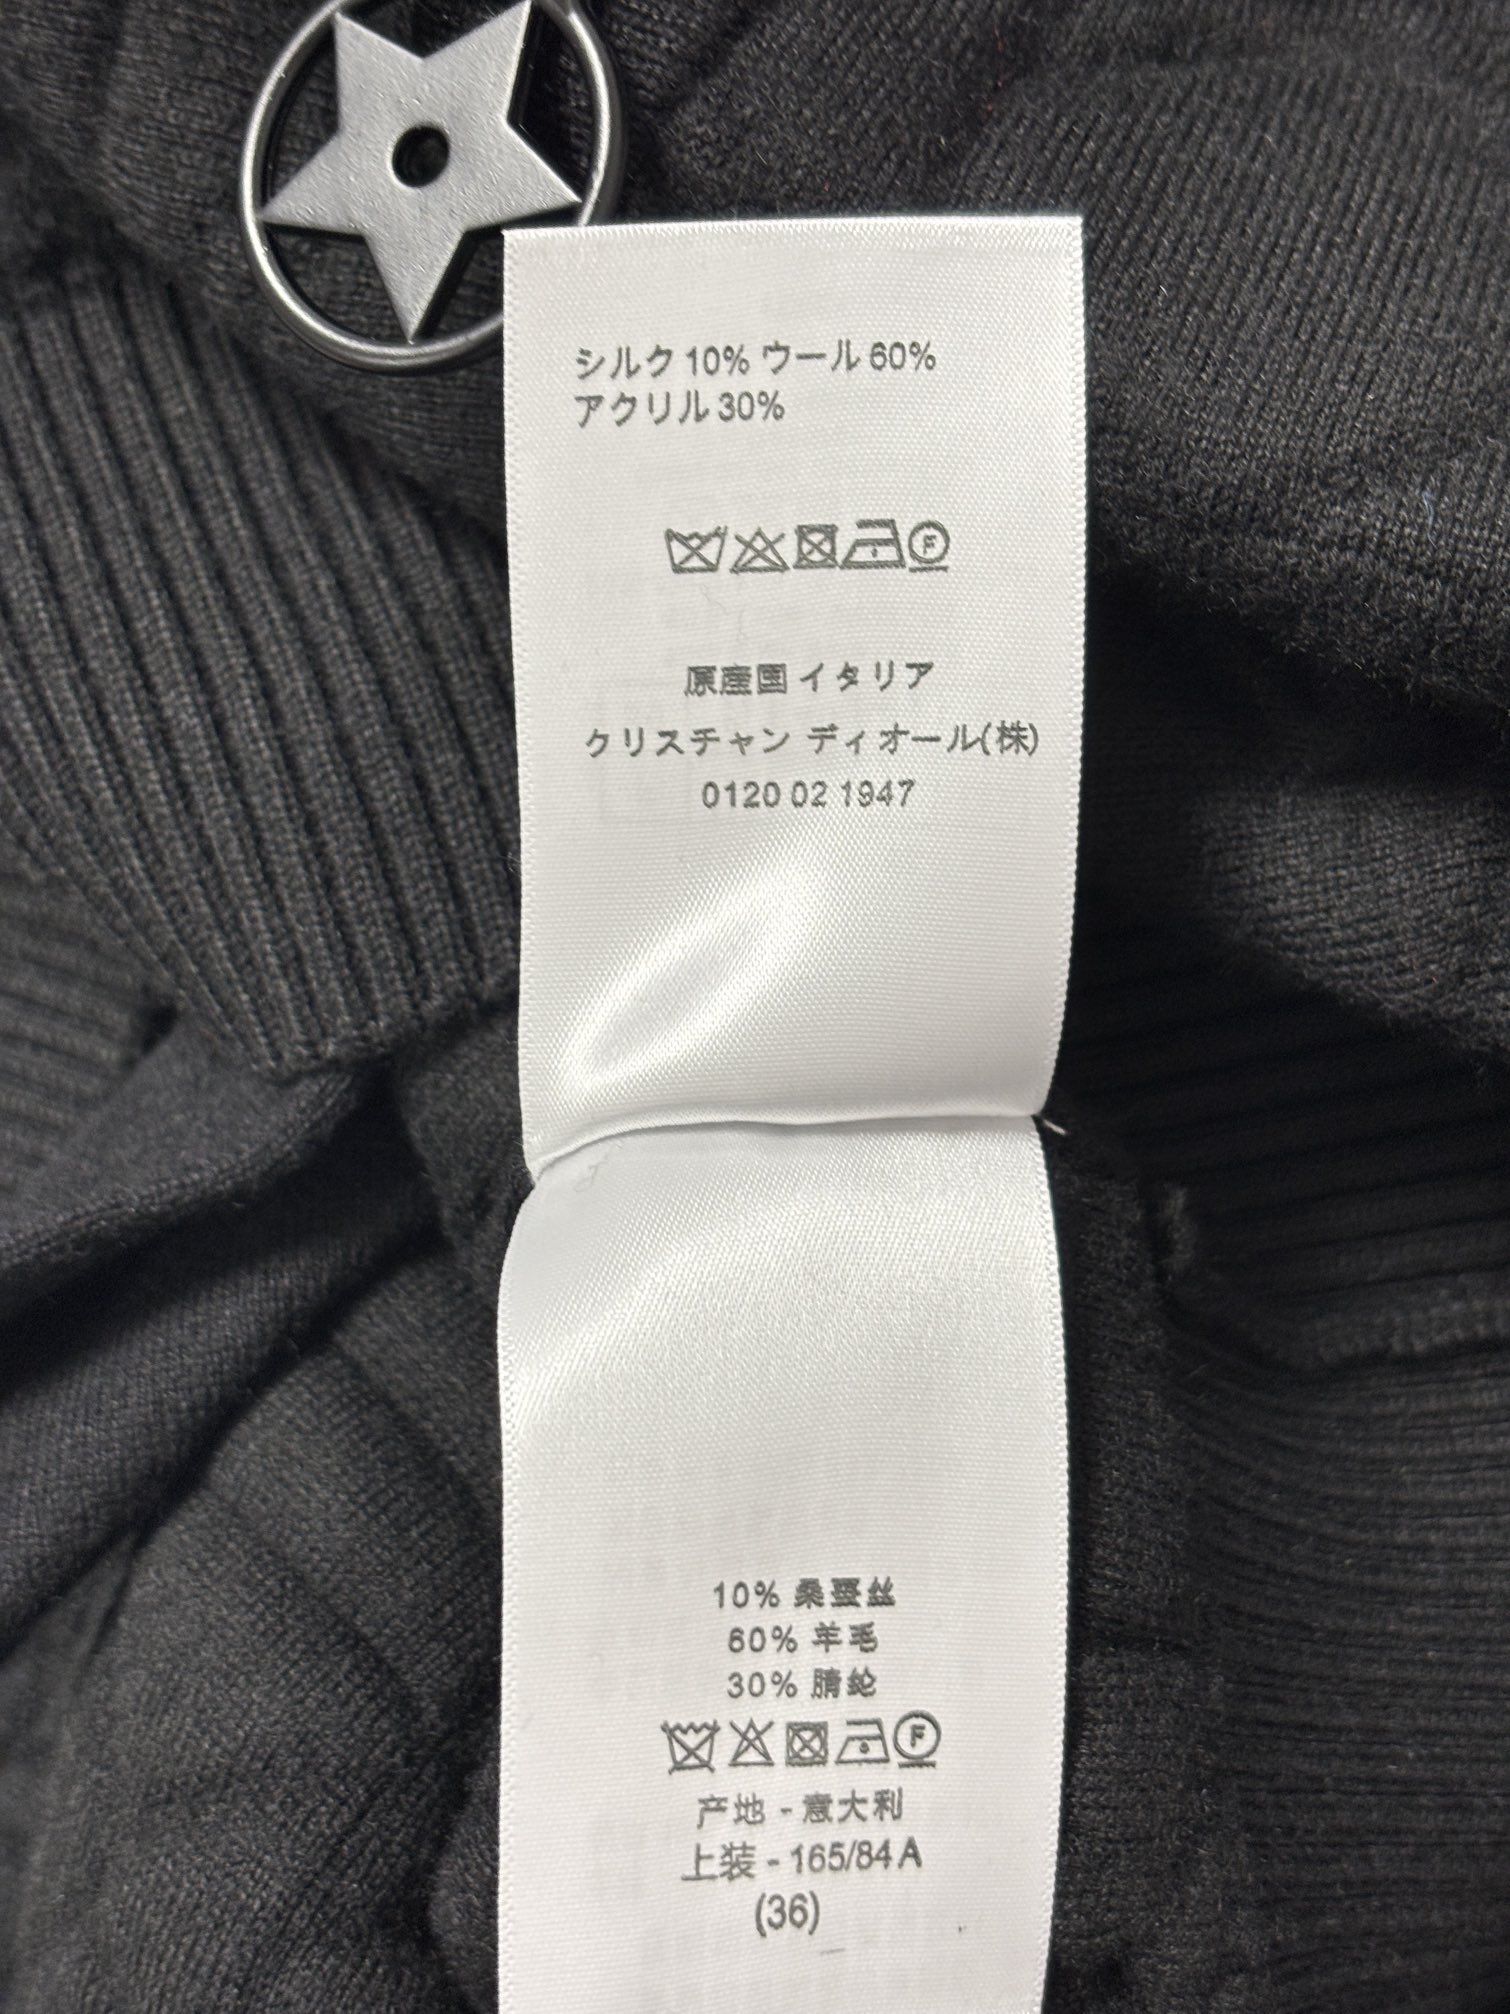 シルク 10% ウール 60%
アクリル 30%
F
原産国 イタリア
クリスチャン ディオール(株)
0120 02 1947
10% 桑蚕丝
60% 羊毛
30% 腈纶
F
产地 - 意大利
上装 - 165/84 A
(36)